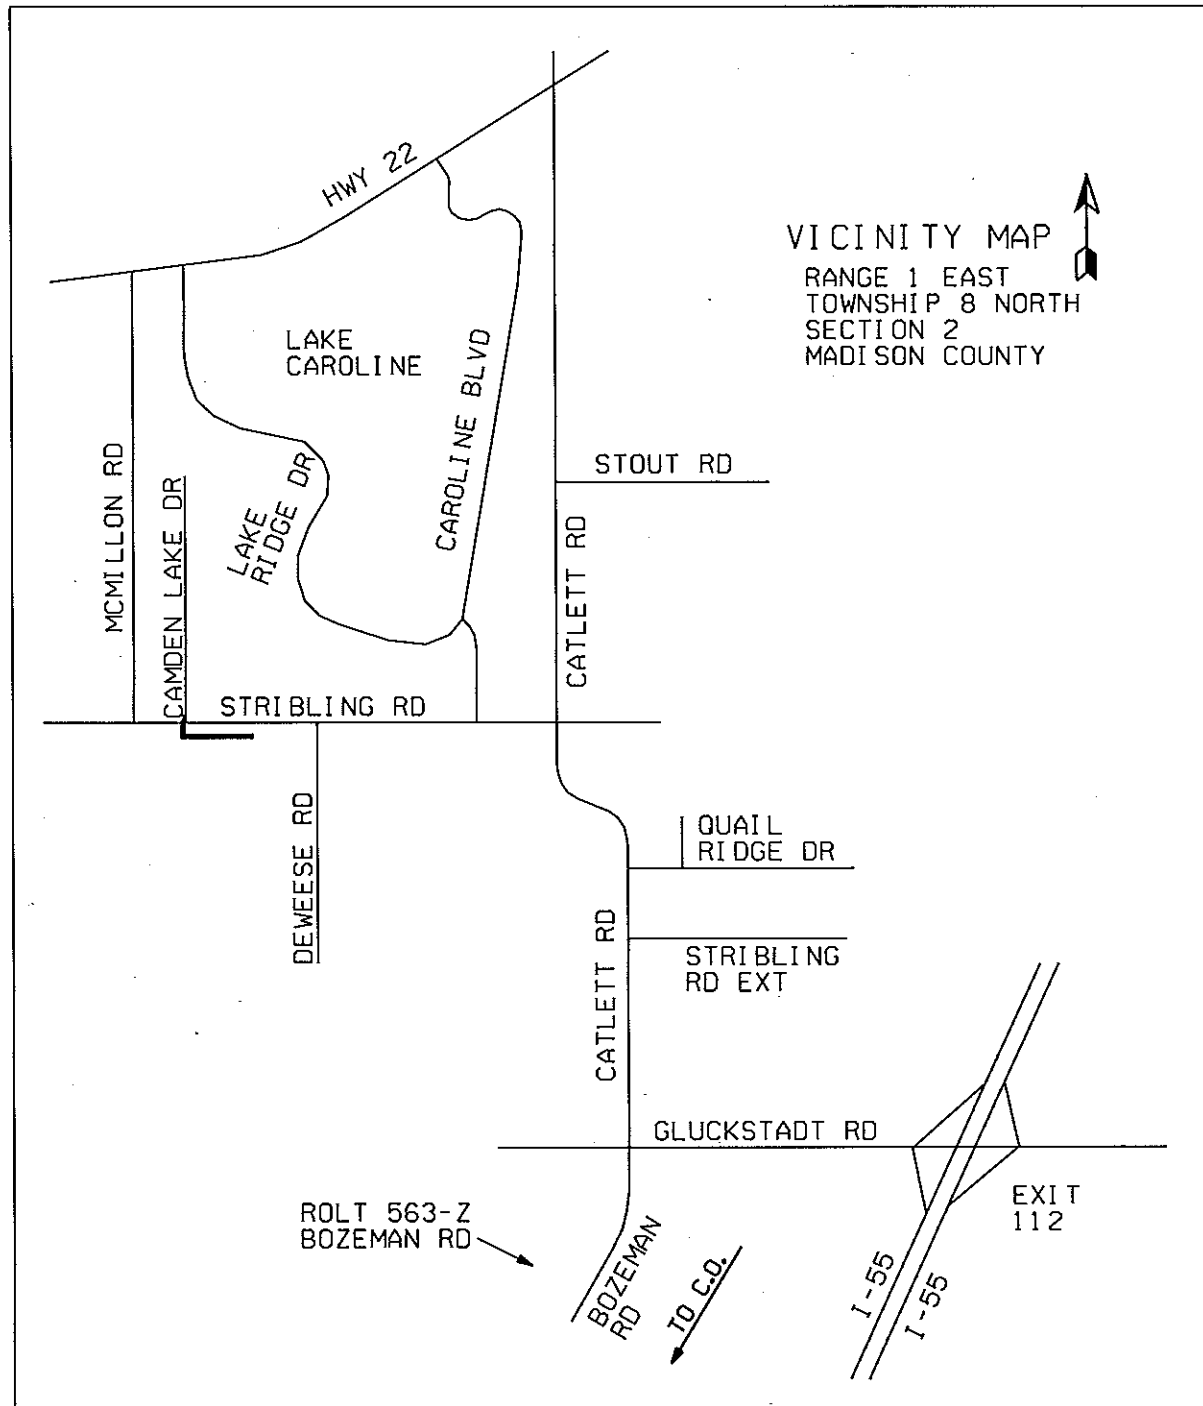 HWY 22
VICINITY MAP
RANGE 1 EAST
TOWNSHIP 8 NORTH
SECTION 2
MADISON COUNTY
LAKE
CAROLINE
CAROLINE BLVD
MCMILLON RD
CAMDEN LAKE DR
LAKE
RIDGE DR
STOUT RD
CATLETT RD
STRIBLING RD
DEWEESE RD
QUAIL
RIDGE DR
CATLETT RD
STRIBLING
RD EXT
GLUCKSTADT RD
EXIT
112
ROLT 563-Z
BOZEMAN RD
BOZEMAN
RD
TO C.O.
I-55
I-55